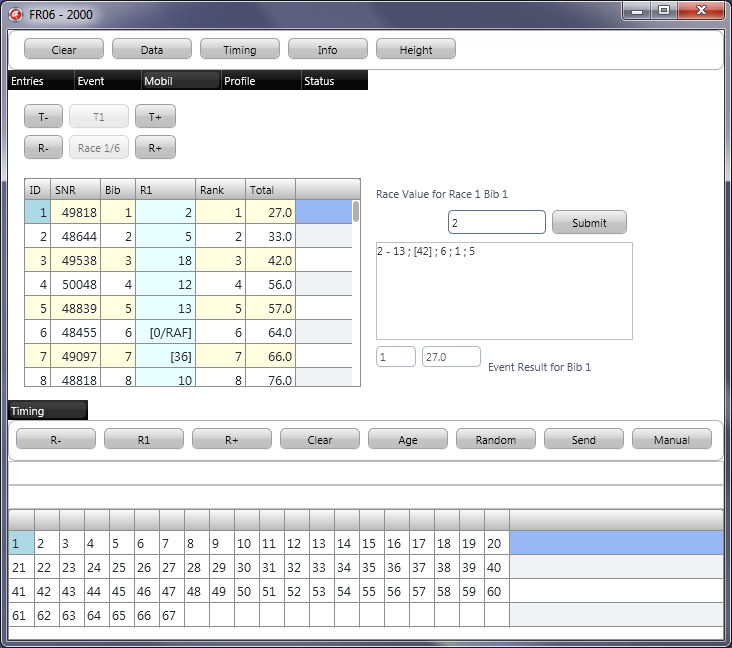 FR06 - 2000
Clear Data Timing Info Height
Entries Event Mobil Profile Status
T- T1 T+
R- Race 1/6 R+
ID SNR Bib R1 Rank Total
1 49818 1 2 1 27.0
2 48644 2 5 2 33.0
3 49538 3 18 3 42.0
4 50048 4 12 4 56.0
5 48839 5 13 5 57.0
6 48455 6 [0/RAF] 6 64.0
7 49097 7 [36] 7 66.0
8 48818 8 10 8 76.0
Race Value for Race 1 Bib 1
2 Submit
2 - 13 ; [42] ; 6 ; 1 ; 5
1 27.0 Event Result for Bib 1
Timing
R- R1 R+ Clear Age Random Send Manual
1 2 3 4 5 6 7 8 9 10 11 12 13 14 15 16 17 18 19 20
21 22 23 24 25 26 27 28 29 30 31 32 33 34 35 36 37 38 39 40
41 42 43 44 45 46 47 48 49 50 51 52 53 54 55 56 57 58 59 60
61 62 63 64 65 66 67